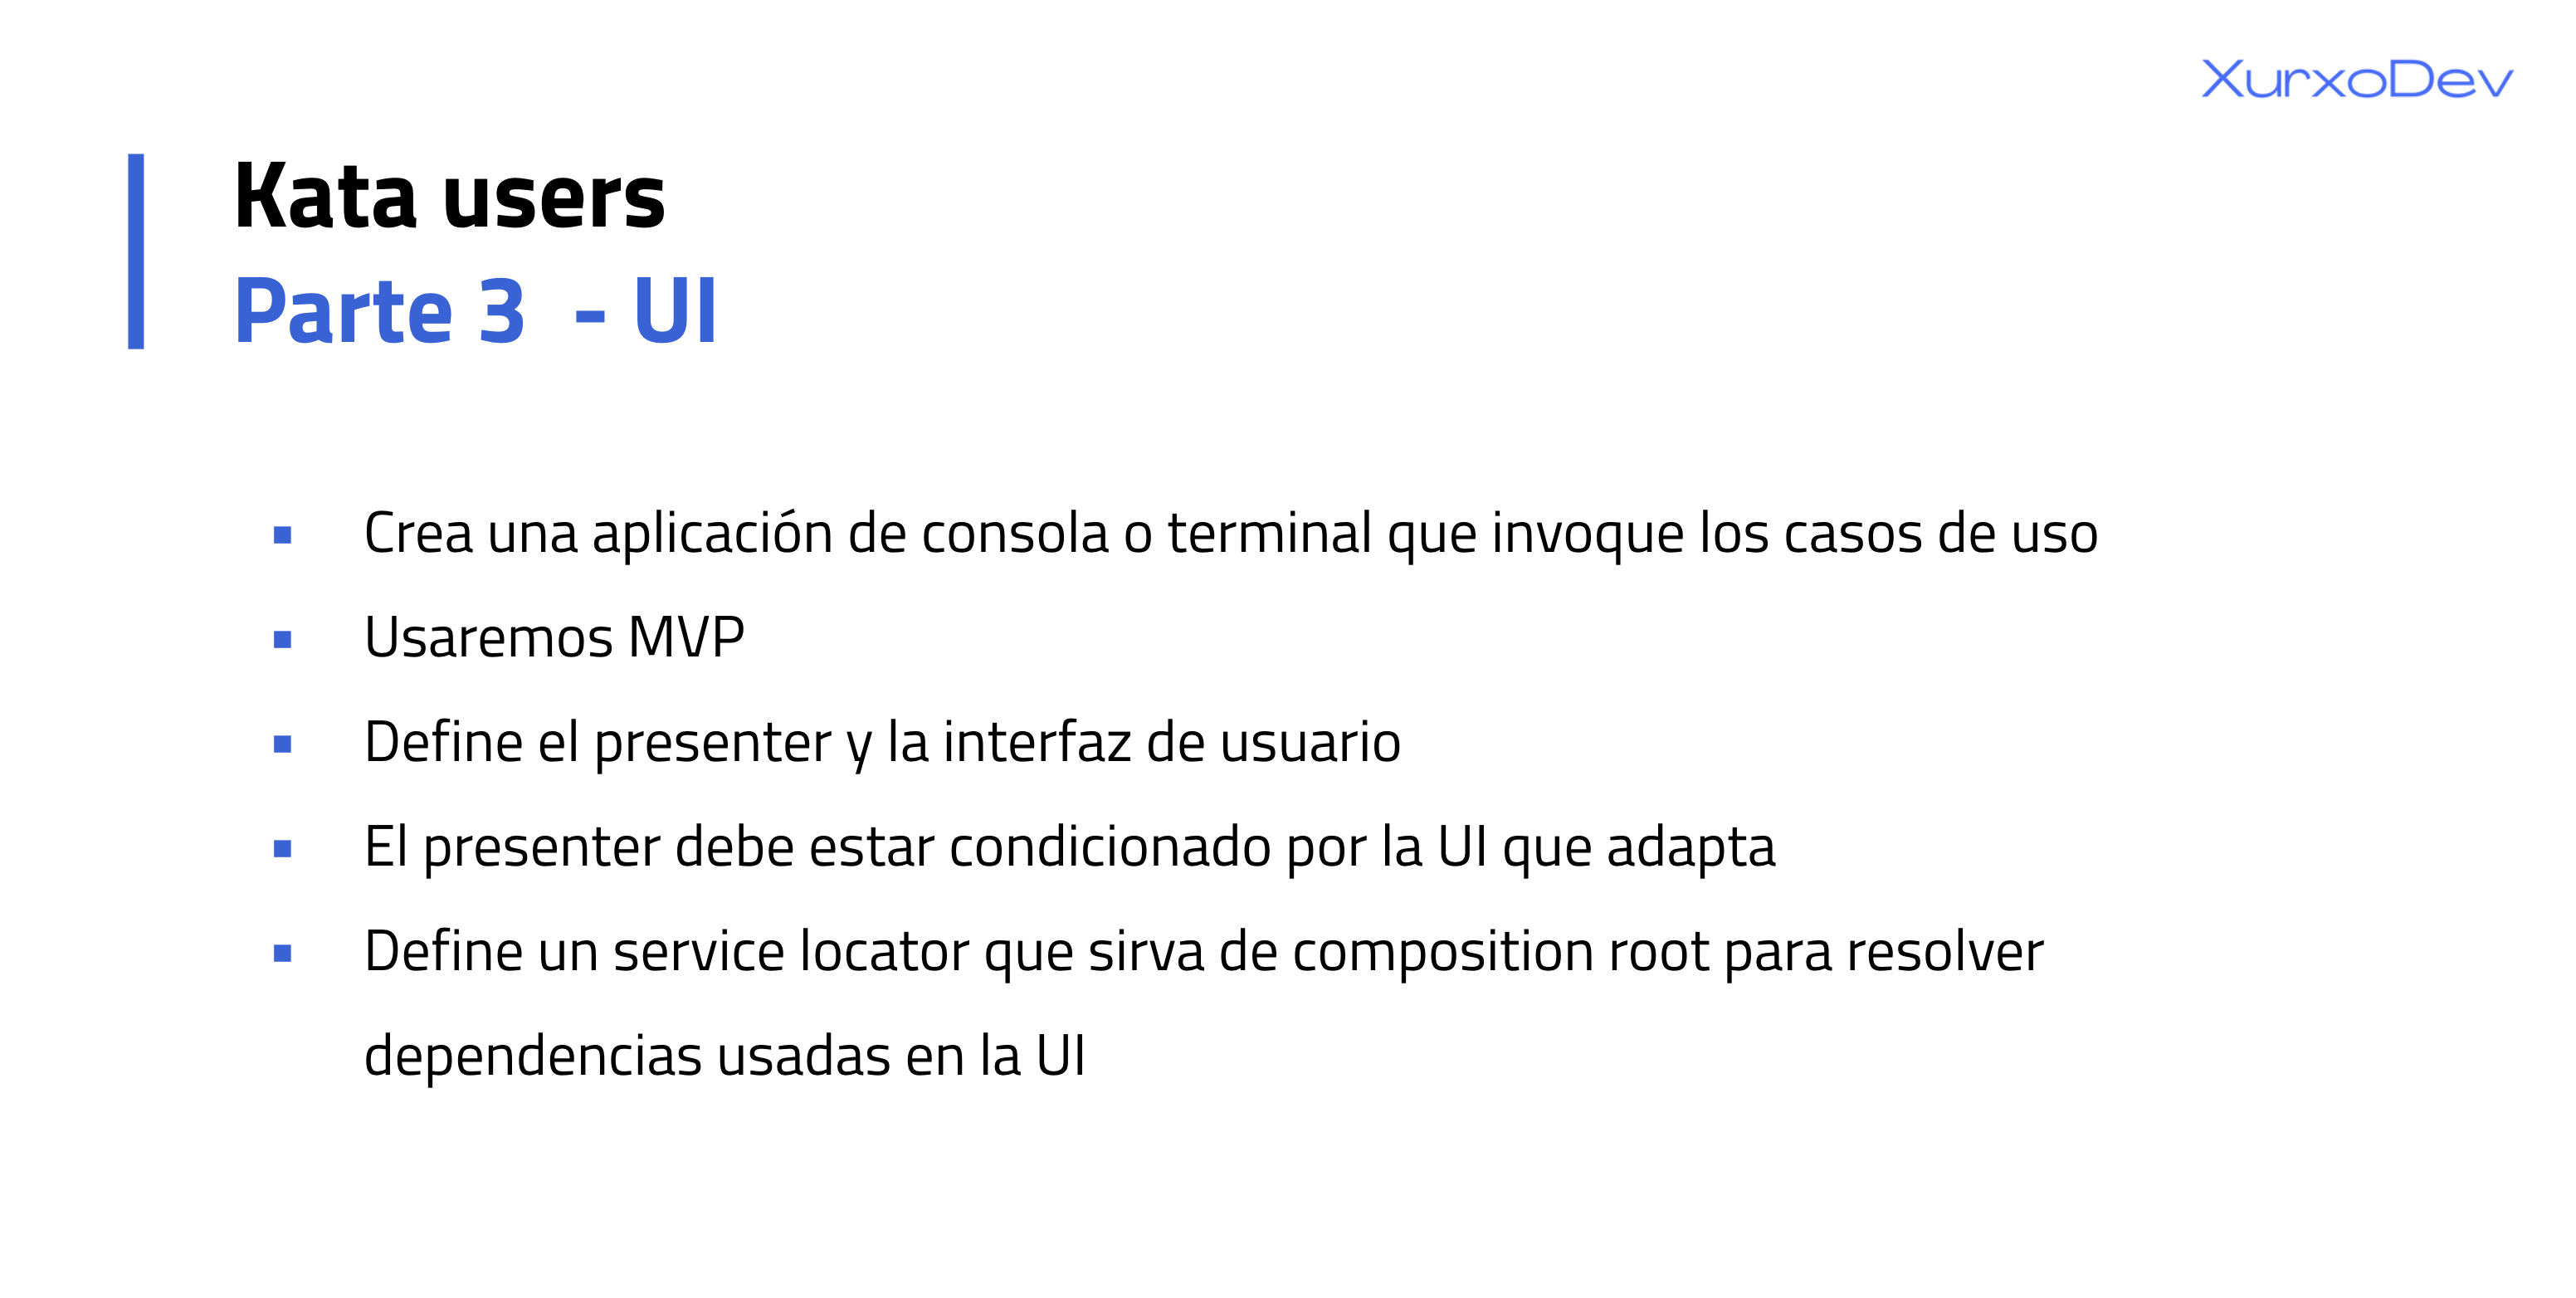 XurxoDev
Kata users
Parte 3 - UI
▪ Crea una aplicación de consola o terminal que invoque los casos de uso
▪ Usaremos MVP
▪ Define el presenter y la interfaz de usuario
▪ El presenter debe estar condicionado por la UI que adapta
▪ Define un service locator que sirva de composition root para resolver
dependencias usadas en la UI